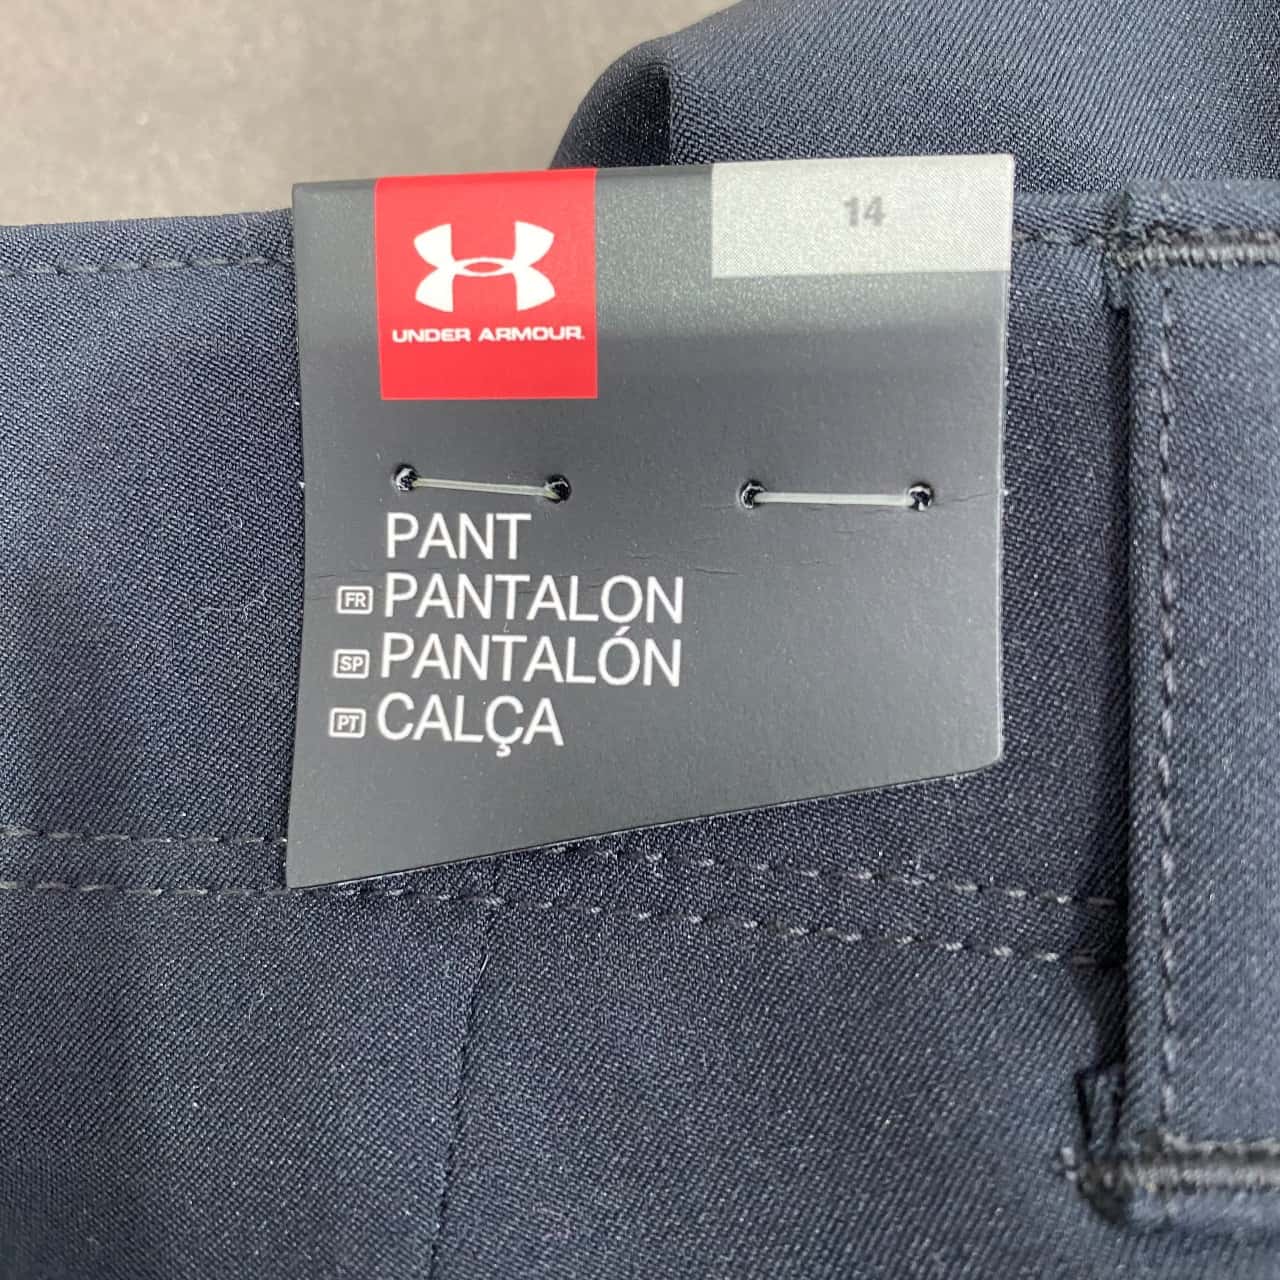 14
UNDER ARMOUR
PANT
FR PANTALON
SP PANTALÓN
PT CALÇA